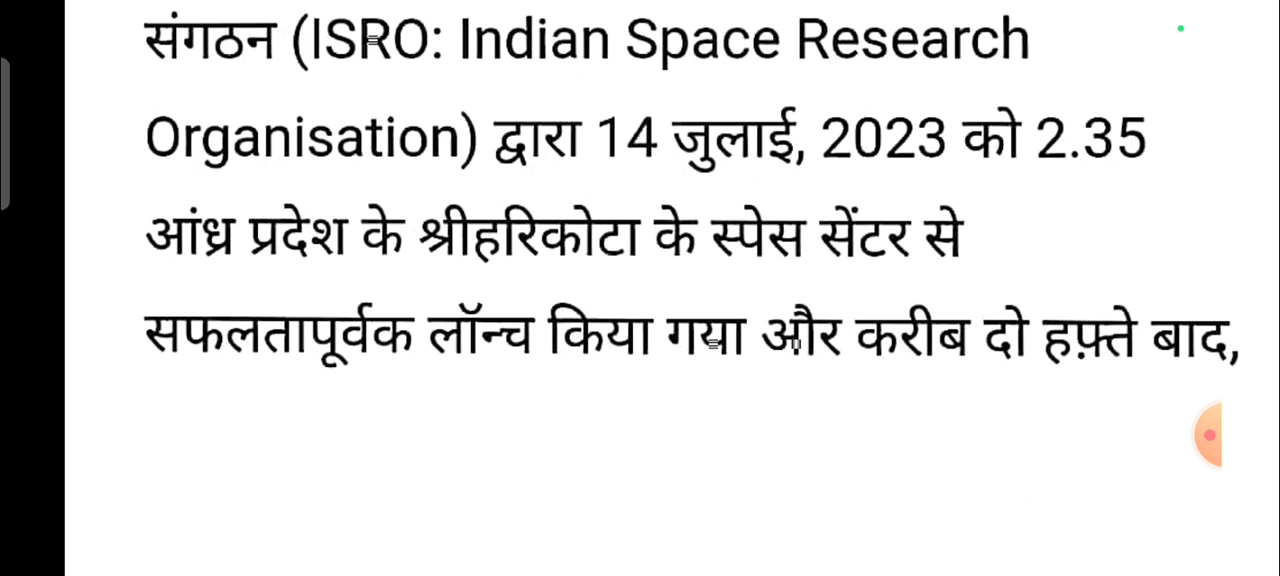 संगठन (ISRO: Indian Space Research
Organisation) द्वारा 14 जुलाई, 2023 को 2.35
आंध्र प्रदेश के श्रीहरिकोटा के स्पेस सेंटर से
सफलतापूर्वक लॉन्च किया गया और करीब दो हफ़्ते बाद,